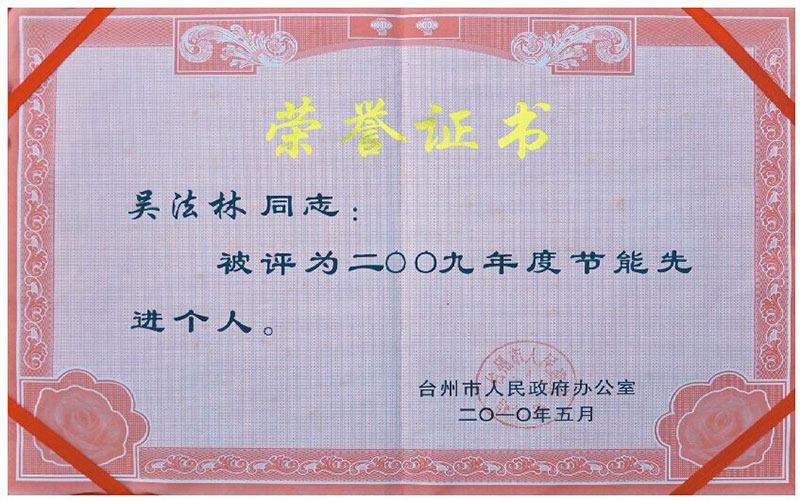 荣誉证书
吴法林同志：
被评为二〇〇九年度节能先
进个人。
台州市人民政府办公室
二〇一〇年五月